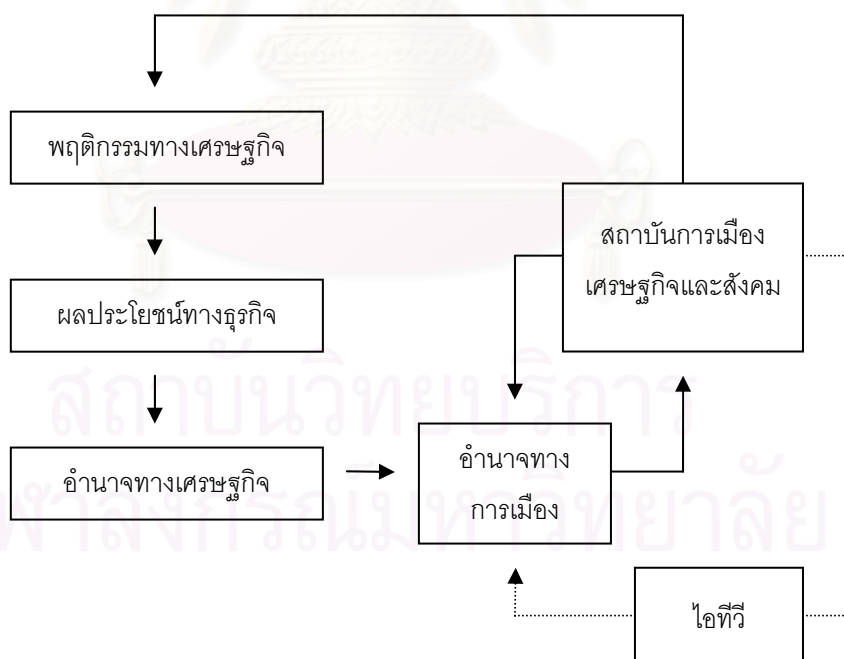 พฤติกรรมทางเศรษฐกิจ
สถาบันการเมือง
เศรษฐกิจและสังคม
ผลประโยชน์ทางธุรกิจ
อำนาจทางเศรษฐกิจ
อำนาจทาง
การเมือง
ไอทีวี
สถาบันวิทยบริการ
ฬาลงกรณ์มหาวิทยาลัย